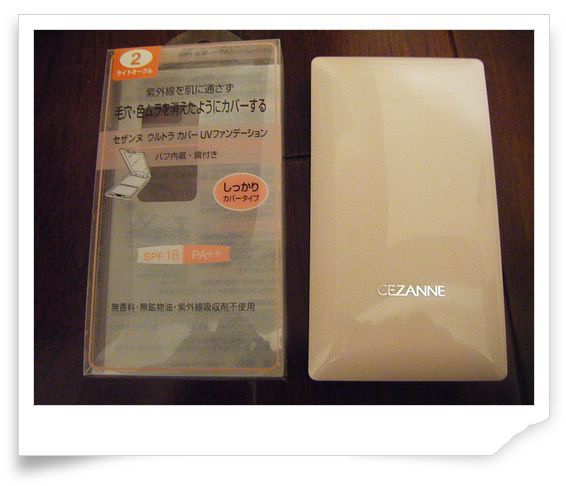 2
ライトオークル
紫外線を肌に通さず
毛穴・色ムラを消えたようにカバーする
セザンヌ ウルトラ カバー UVファンデーション
パフ内蔵・鏡付き
しっかり
カバータイプ
SPF 18 PA++
無香料・無鉱物油・紫外線吸収剤不使用
CEZANNE